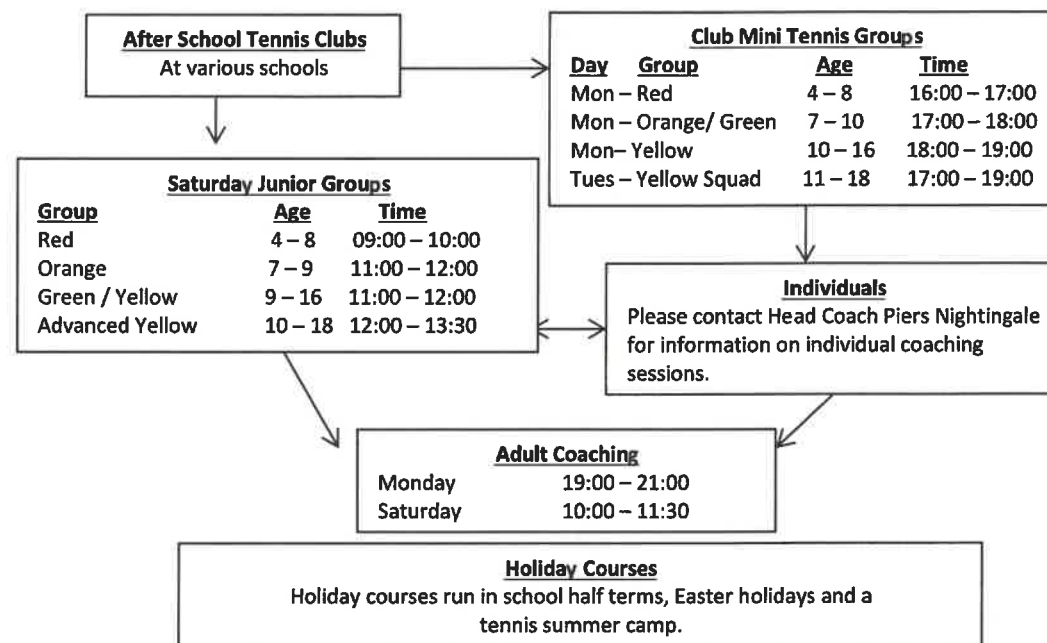 After School Tennis Clubs
At various schools
Club Mini Tennis Groups
Day Group Age Time
Mon – Red 4 – 8 16:00 – 17:00
Mon – Orange/ Green 7 – 10 17:00 – 18:00
Mon– Yellow 10 – 16 18:00 – 19:00
Tues – Yellow Squad 11 – 18 17:00 – 19:00
Saturday Junior Groups
Group Age Time
Red 4 – 8 09:00 – 10:00
Orange 7 – 9 11:00 – 12:00
Green / Yellow 9 – 16 11:00 – 12:00
Advanced Yellow 10 – 18 12:00 – 13:30
Individuals
Please contact Head Coach Piers Nightingale
for information on individual coaching
sessions.
Adult Coaching
Monday 19:00 – 21:00
Saturday 10:00 – 11:30
Holiday Courses
Holiday courses run in school half terms, Easter holidays and a
tennis summer camp.